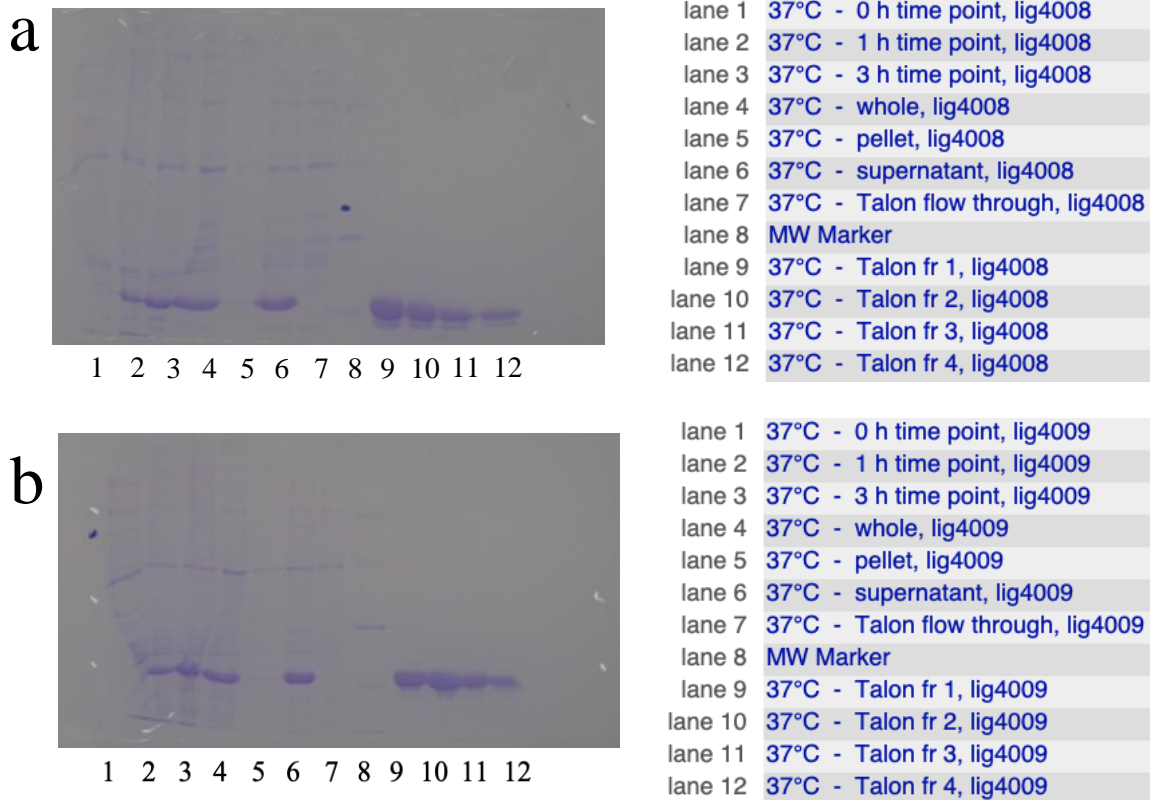 a
lane 1 37°C - 0 h time point, lig4008
lane 2 37°C - 1 h time point, lig4008
lane 3 37°C - 3 h time point, lig4008
lane 4 37°C - whole, lig4008
lane 5 37°C - pellet, lig4008
lane 6 37°C - supernatant, lig4008
lane 7 37°C - Talon flow through, lig4008
lane 8 MW Marker
lane 9 37°C - Talon fr 1, lig4008
lane 10 37°C - Talon fr 2, lig4008
lane 11 37°C - Talon fr 3, lig4008
lane 12 37°C - Talon fr 4, lig4008
1 2 3 4 5 6 7 8 9 10 11 12
b
lane 1 37°C - 0 h time point, lig4009
lane 2 37°C - 1 h time point, lig4009
lane 3 37°C - 3 h time point, lig4009
lane 4 37°C - whole, lig4009
lane 5 37°C - pellet, lig4009
lane 6 37°C - supernatant, lig4009
lane 7 37°C - Talon flow through, lig4009
lane 8 MW Marker
lane 9 37°C - Talon fr 1, lig4009
lane 10 37°C - Talon fr 2, lig4009
lane 11 37°C - Talon fr 3, lig4009
lane 12 37°C - Talon fr 4, lig4009
1 2 3 4 5 6 7 8 9 10 11 12